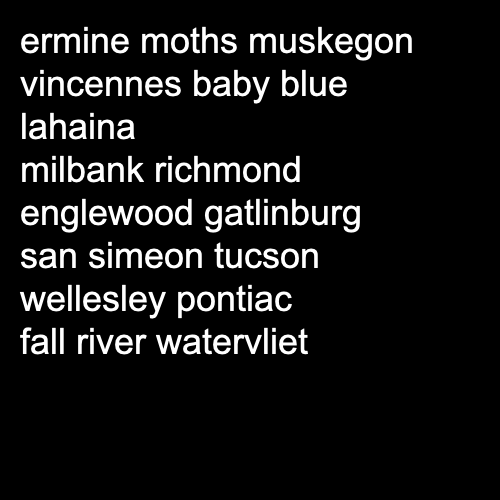 ermine moths muskegon
vincennes baby blue
lahaina
milbank richmond
englewood gatlinburg
san simeon tucson
wellesley pontiac
fall river watervliet